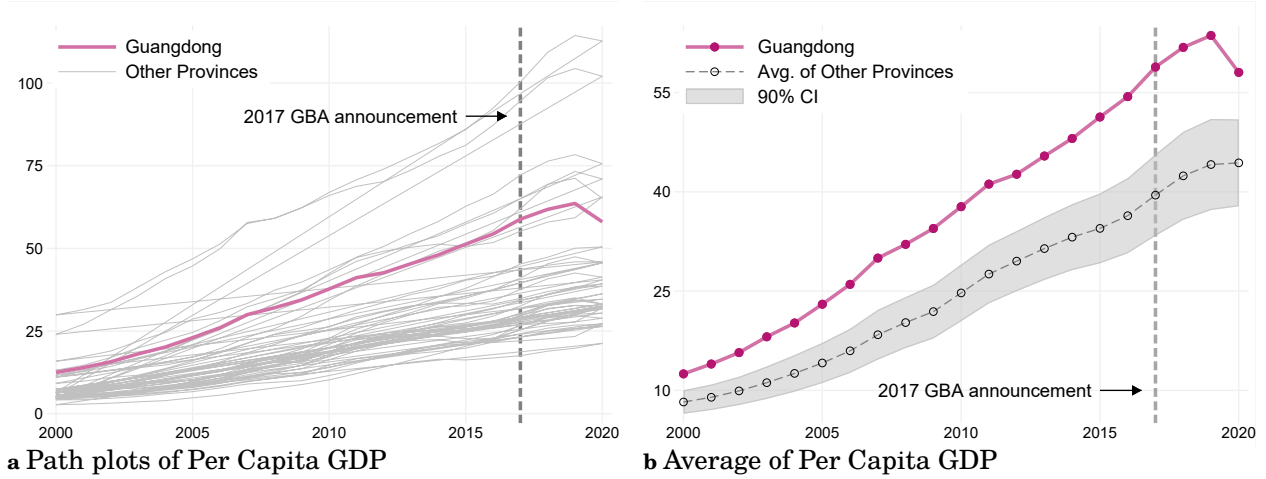 Guangdong
Other Provinces
2017 GBA announcement
100
75
50
25
0
2000 2005 2010 2015 2020
a Path plots of Per Capita GDP
Guangdong
Avg. of Other Provinces
90% CI
55
40
25
10
2017 GBA announcement
2000 2005 2010 2015 2020
b Average of Per Capita GDP